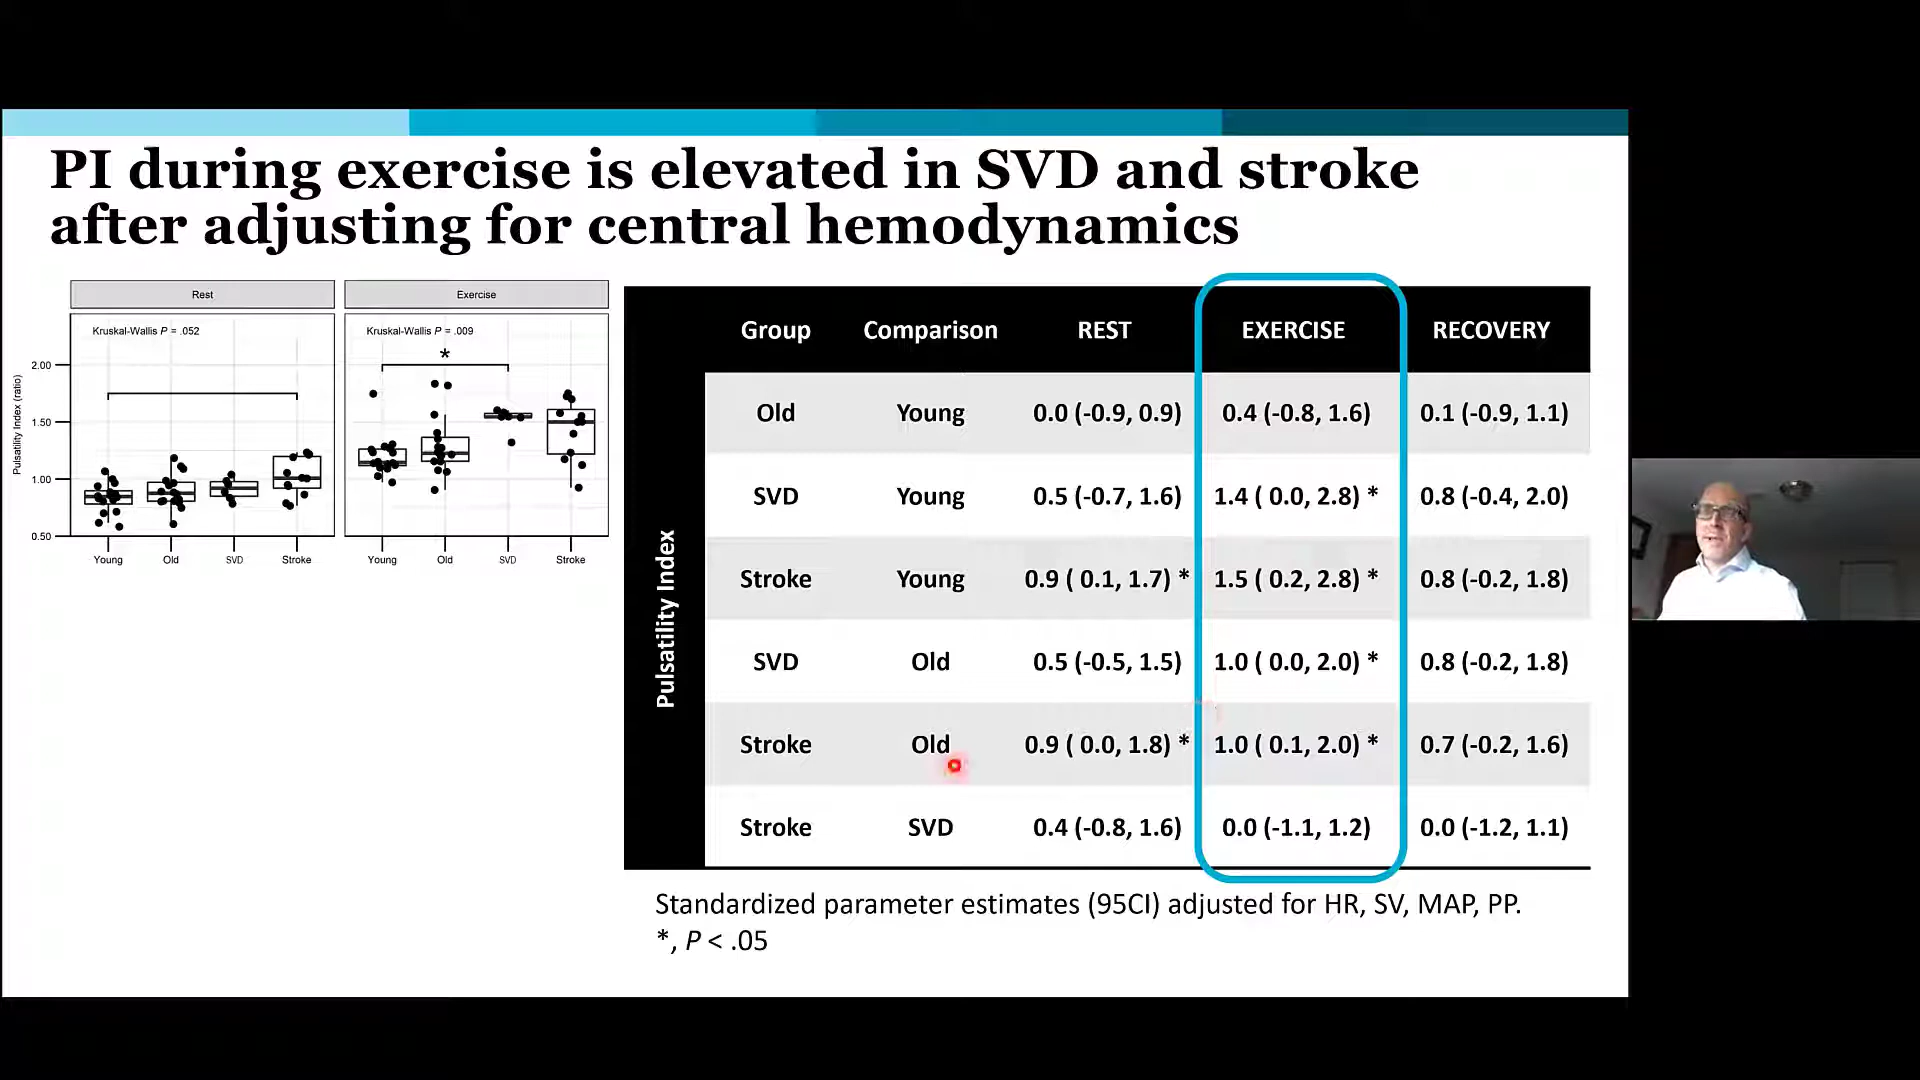 PI during exercise is elevated in SVD and stroke
after adjusting for central hemodynamics
Rest
Exercise
Kruskal-Wallis P = .052
Kruskal-Wallis P = .009
*
Pulsatility Index (ratio)
2.00
1.50
1.00
0.50
Young Old SVD Stroke
Young Old SVD Stroke
Pulsatility Index
Group Comparison REST EXERCISE RECOVERY
Old Young 0.0 (-0.9, 0.9) 0.4 (-0.8, 1.6) 0.1 (-0.9, 1.1)
SVD Young 0.5 (-0.7, 1.6) 1.4 ( 0.0, 2.8) * 0.8 (-0.4, 2.0)
Stroke Young 0.9 ( 0.1, 1.7) * 1.5 ( 0.2, 2.8) * 0.8 (-0.2, 1.8)
SVD Old 0.5 (-0.5, 1.5) 1.0 ( 0.0, 2.0) * 0.8 (-0.2, 1.8)
Stroke Old 0.9 ( 0.0, 1.8) * 1.0 ( 0.1, 2.0) * 0.7 (-0.2, 1.6)
Stroke SVD 0.4 (-0.8, 1.6) 0.0 (-1.1, 1.2) 0.0 (-1.2, 1.1)
Standardized parameter estimates (95CI) adjusted for HR, SV, MAP, PP.
*, P < .05